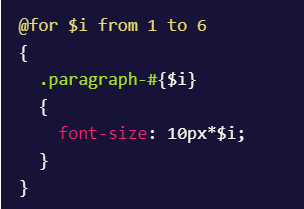 @for $i from 1 to 6
{
.paragraph-#{$i}
{
font-size: 10px*$i;
}
}